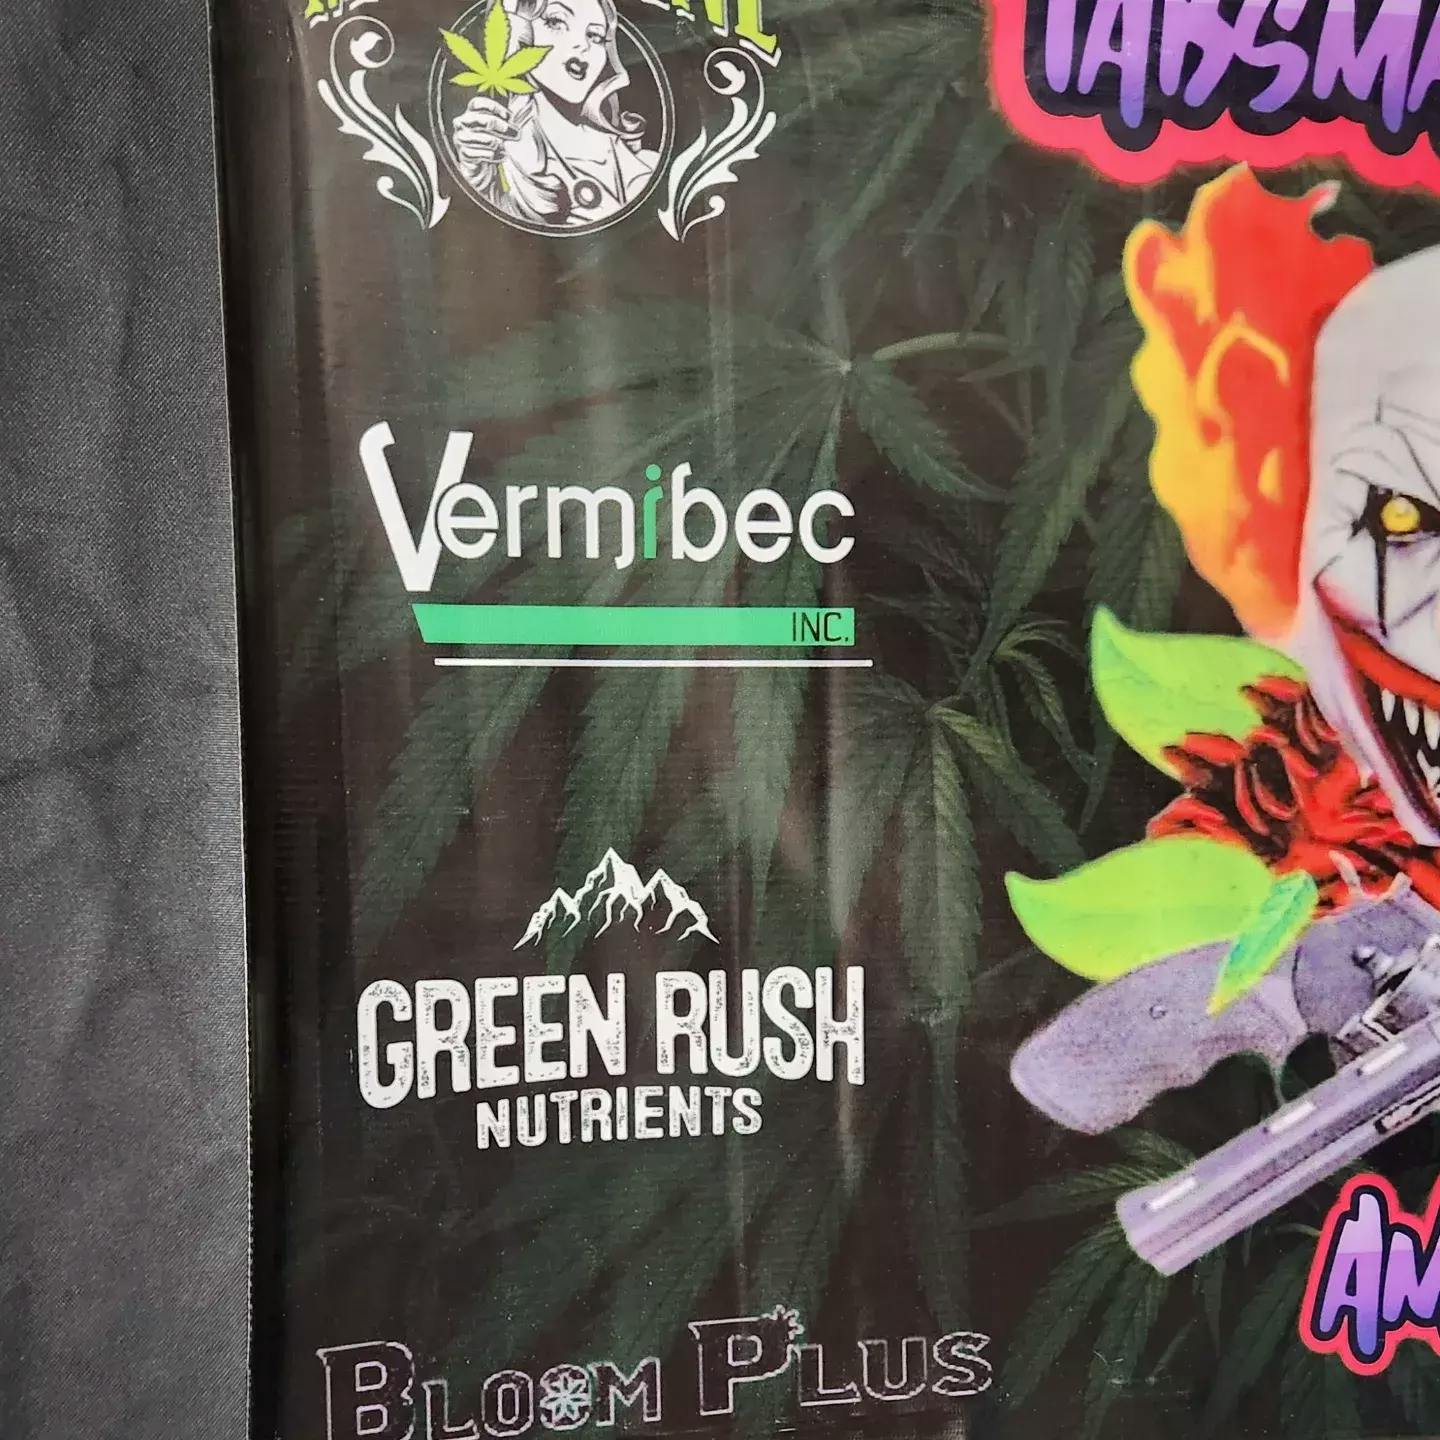 Vermibec
INC.
GREEN RUSH
NUTRIENTS
BLOOM PLUS